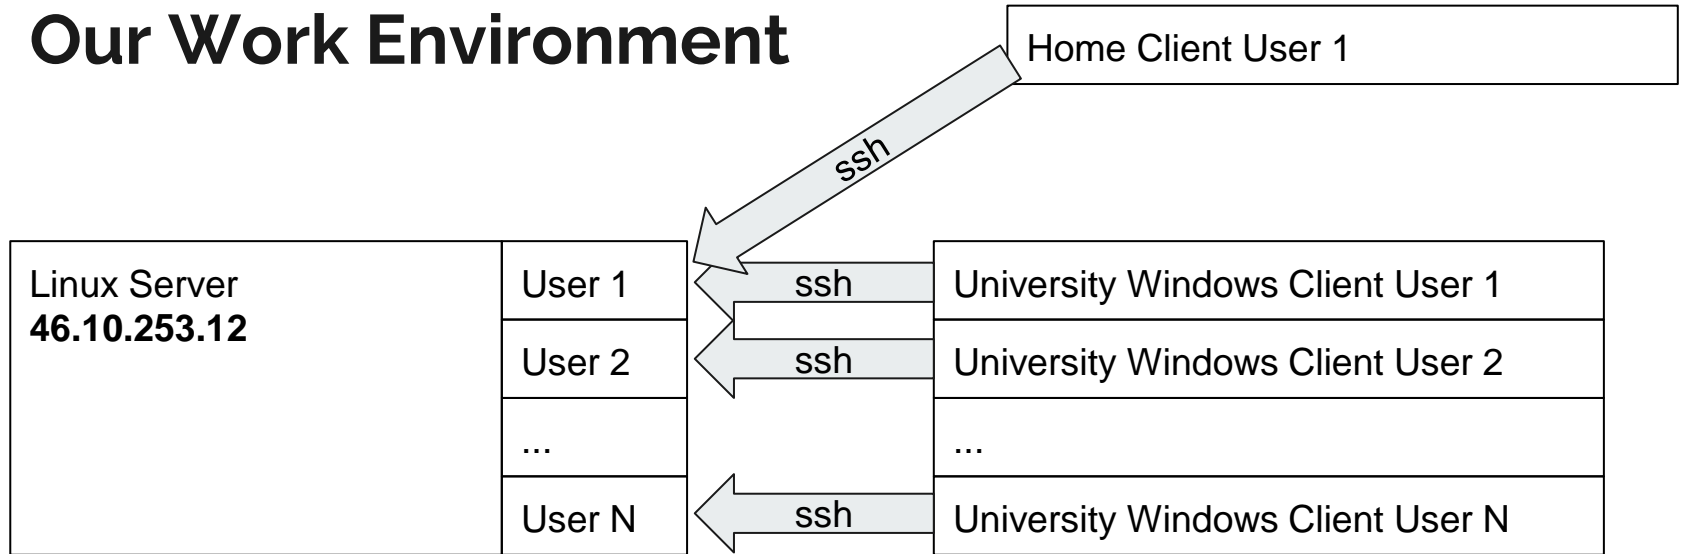 Our Work Environment
Home Client User 1
ssh
Linux Server
46.10.253.12
User 1
ssh
University Windows Client User 1
User 2
ssh
University Windows Client User 2
...
...
User N
ssh
University Windows Client User N